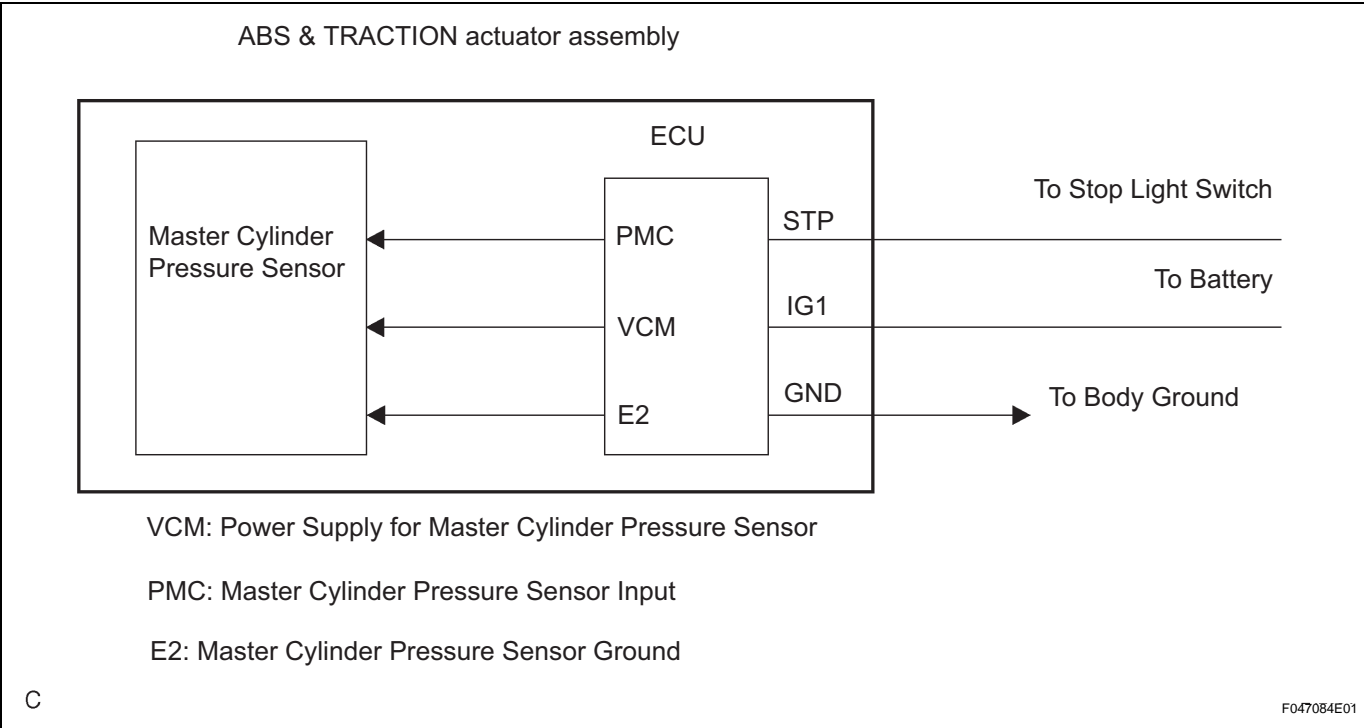 ABS & TRACTION actuator assembly
ECU
Master Cylinder
Pressure Sensor
PMC
VCM
E2
STP
IG1
GND
To Stop Light Switch
To Battery
To Body Ground
VCM: Power Supply for Master Cylinder Pressure Sensor
PMC: Master Cylinder Pressure Sensor Input
E2: Master Cylinder Pressure Sensor Ground
C
F047084E01